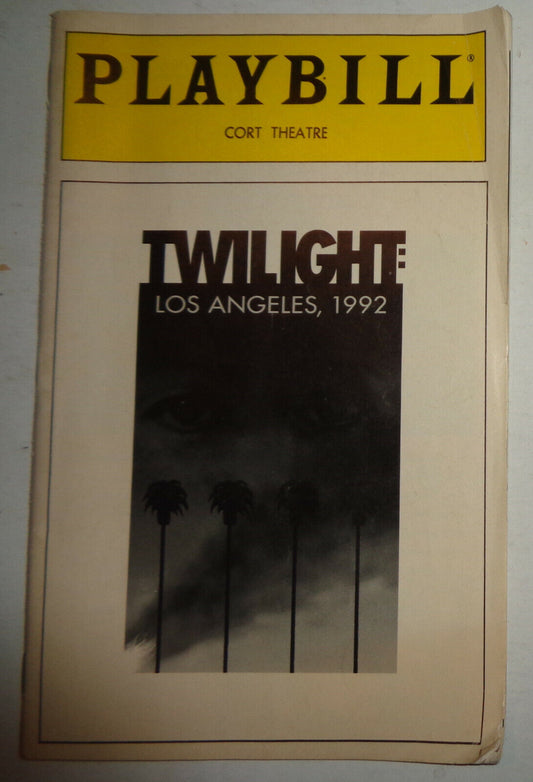 PLAYBILL®
CORT THEATRE
TWILIGHT:
LOS ANGELES, 1992